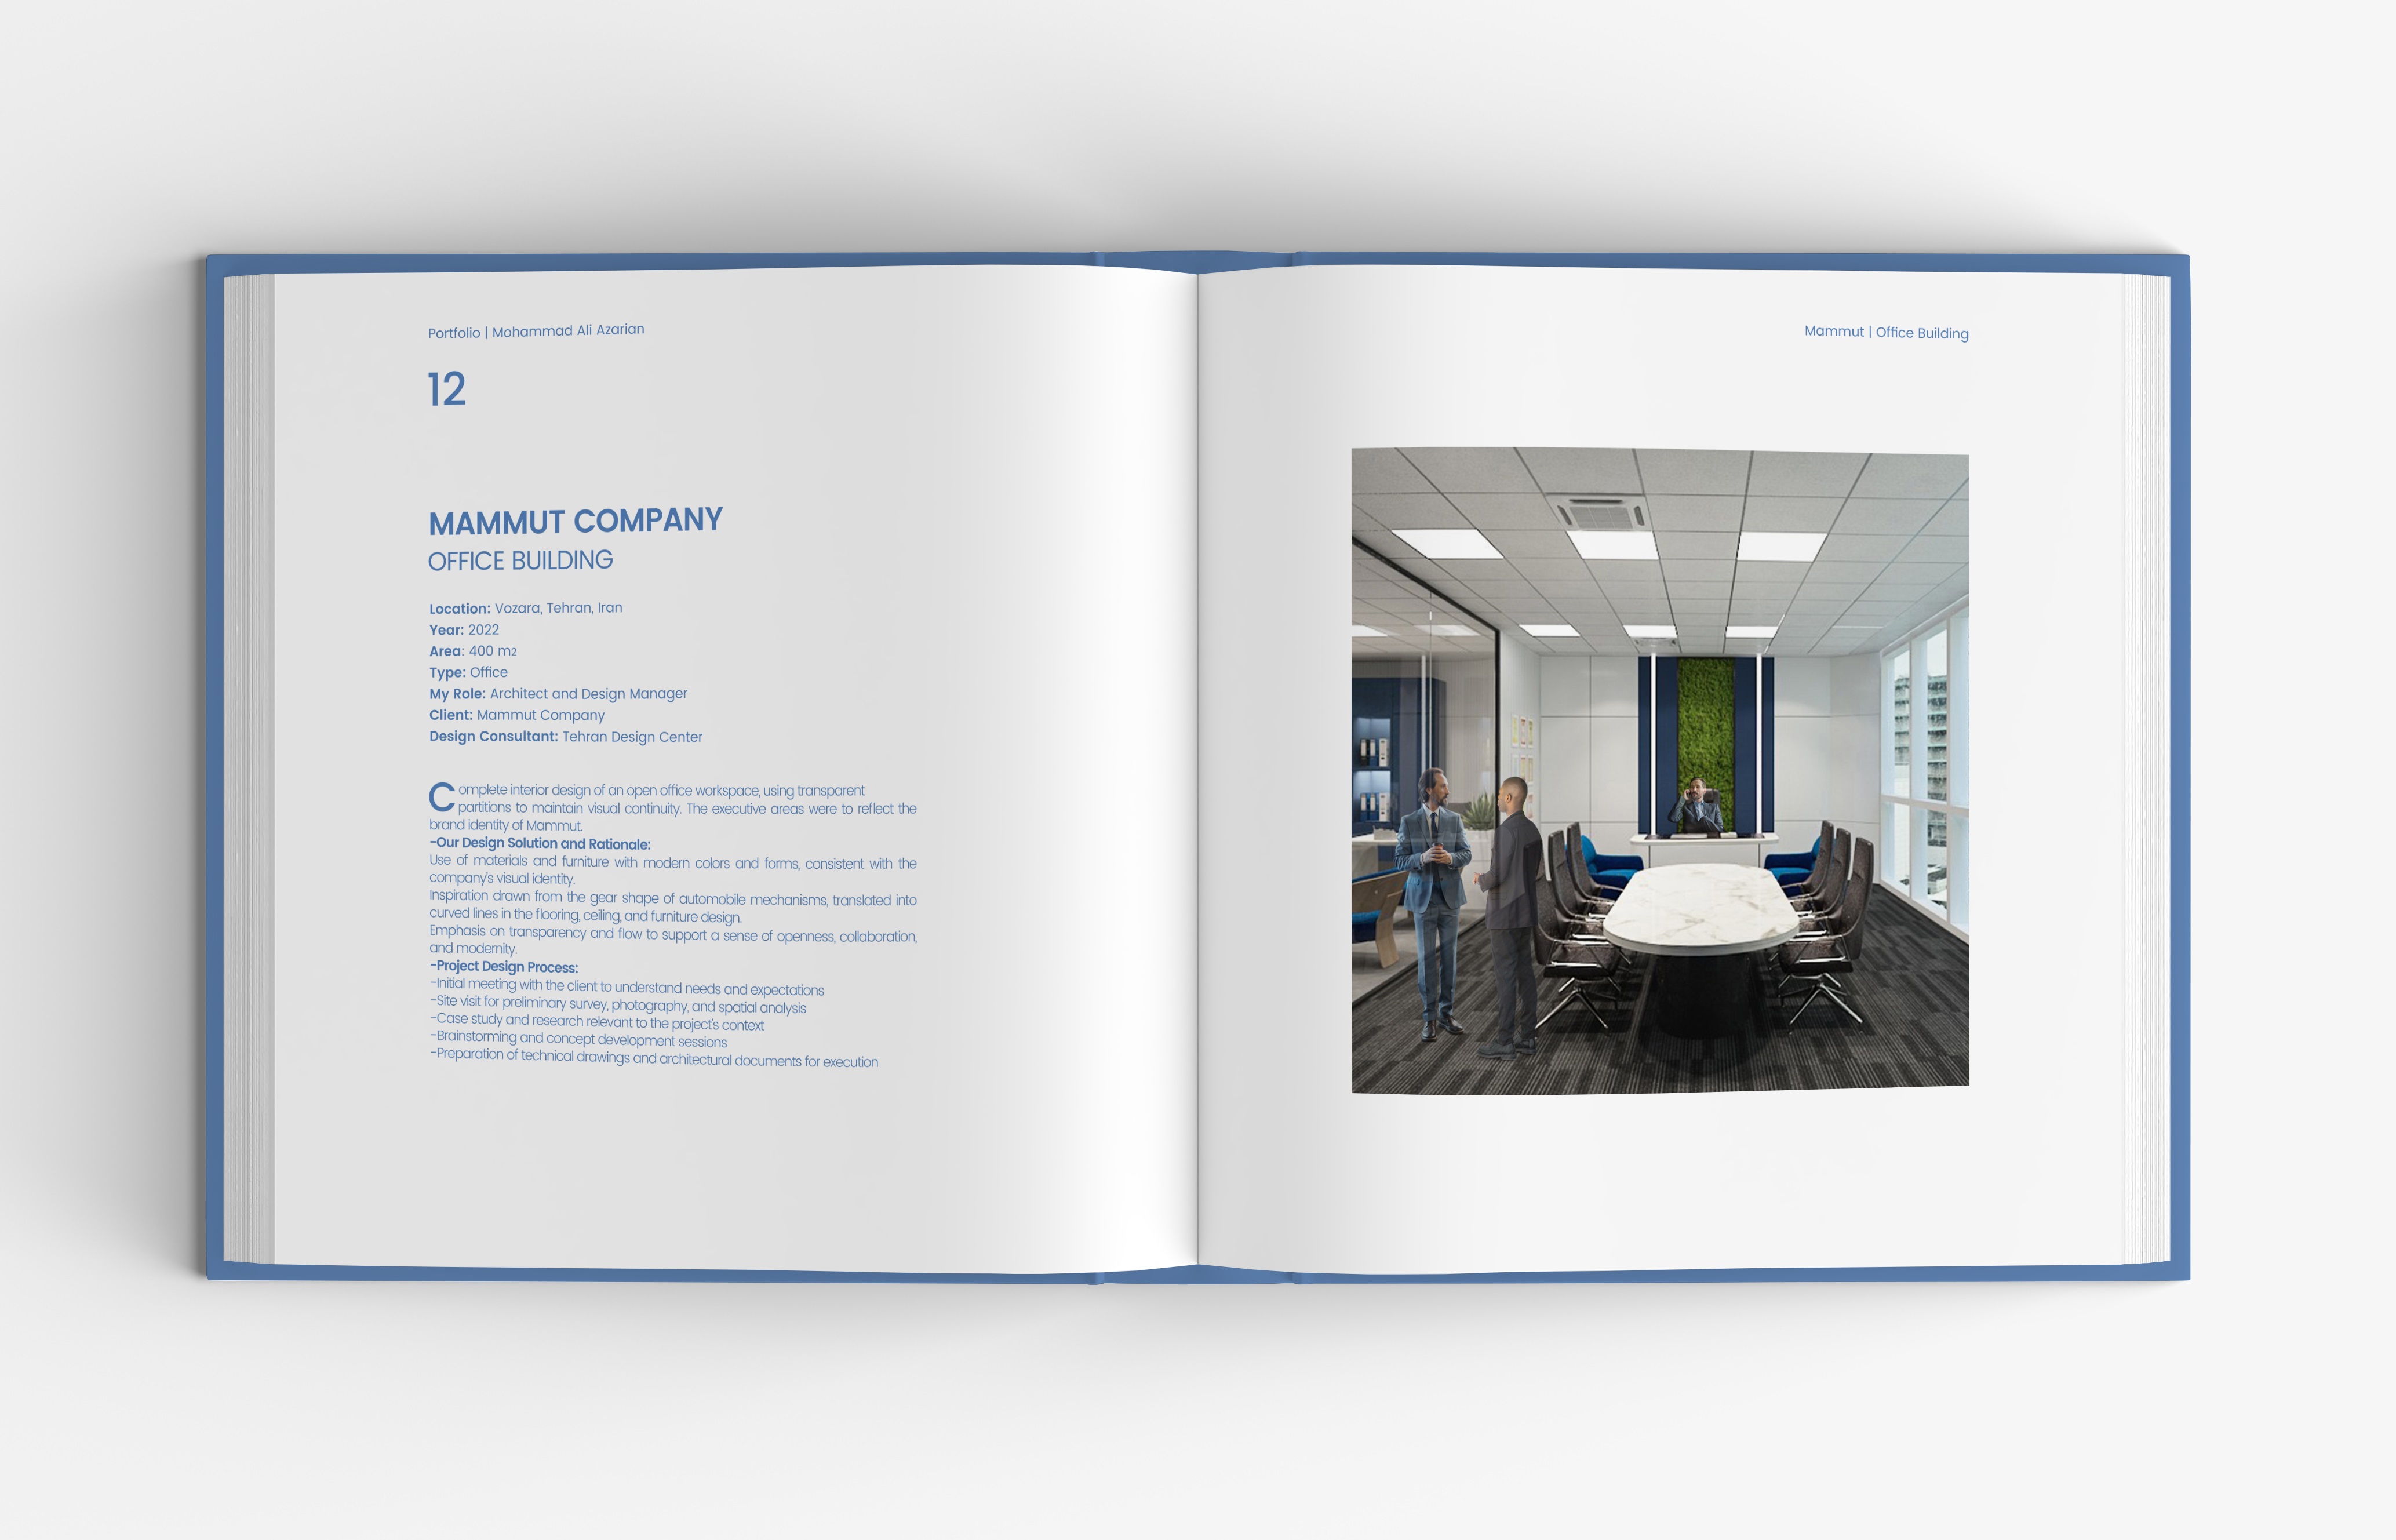 Portfolio | Mohammad Ali Azarian
12
MAMMUT COMPANY
OFFICE BUILDING
Location: Vozara, Tehran, Iran
Year: 2022
Area: 400 m2
Type: Office
My Role: Architect and Design Manager
Client: Mammut Company
Design Consultant: Tehran Design Center
Complete interior design of an open office workspace, using transparent
partitions to maintain visual continuity. The executive areas were to reflect the
brand identity of Mammut.
-Our Design Solution and Rationale:
Use of materials and furniture with modern colors and forms, consistent with the
company's visual identity.
Inspiration drawn from the gear shape of automobile mechanisms, translated into
curved lines in the flooring, ceiling, and furniture design.
Emphasis on transparency and flow to support a sense of openness, collaboration,
and modernity.
-Project Design Process:
-Initial meeting with the client to understand needs and expectations
-Site visit for preliminary survey, photography, and spatial analysis
-Case study and research relevant to the project's context
-Brainstorming and concept development sessions
-Preparation of technical drawings and architectural documents for execution
Mammut | Office Building